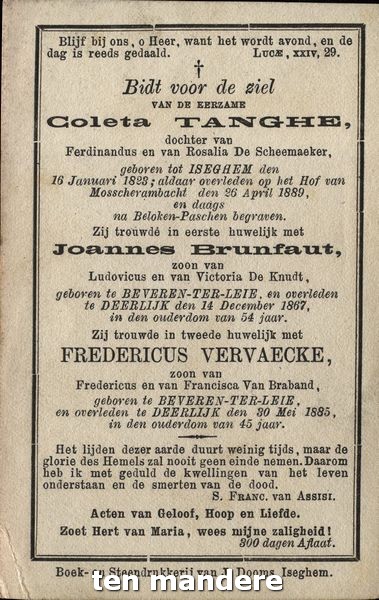 Blijf bij ons, o Heer, want het wordt avond, en de
dag is reeds gedaald. Lucæ, xxiv, 29.
†
Bidt voor de ziel
VAN DE EERZAME
Coleta TANGHE,
dochter van
Ferdinandus en van Rosalia De Scheemaeker,
geboren tot ISEGHEM den
16 Januari 1823; aldaar overleden op het Hof van
Mosscherambacht den 26 April 1889,
en daags
na Beloken-Paschen begraven.
Zij trouwdé in eerste huwelijk met
Joannes Brunfaut,
zoon van
Ludovicus en van Victoria De Knudt,
geboren te BEVEREN-TER-LEIE, en overleden
te DEERLIJK den 14 December 1867,
in den ouderdom van 54 jaar.
Zij trouwde in tweede huwelijk met
FREDERICUS VERVAECKE,
zoon van
Fredericus en van Francisca Van Braband,
geboren te BEVEREN-TER-LEIE,
en overleden te DEERLIJK den 30 Mei 1885,
in den ouderdom van 45 jaar.
Het lijden dezer aarde duurt weinig tijds, maar de
glorie des Hemels zal nooit geen einde nemen. Daarom
heb ik met geduld de kwellingen van het leven
onderstaan en de smerten van de dood.
S. Franc. van Assisi.
Acten van Geloof, Hoop en Liefde.
Zoet Hert van Maria, wees mijne zaligheid!
300 dagen Aflaat.
Boek- en Steendrukkerij van J. Dooms, Iseghem.
ten mandere